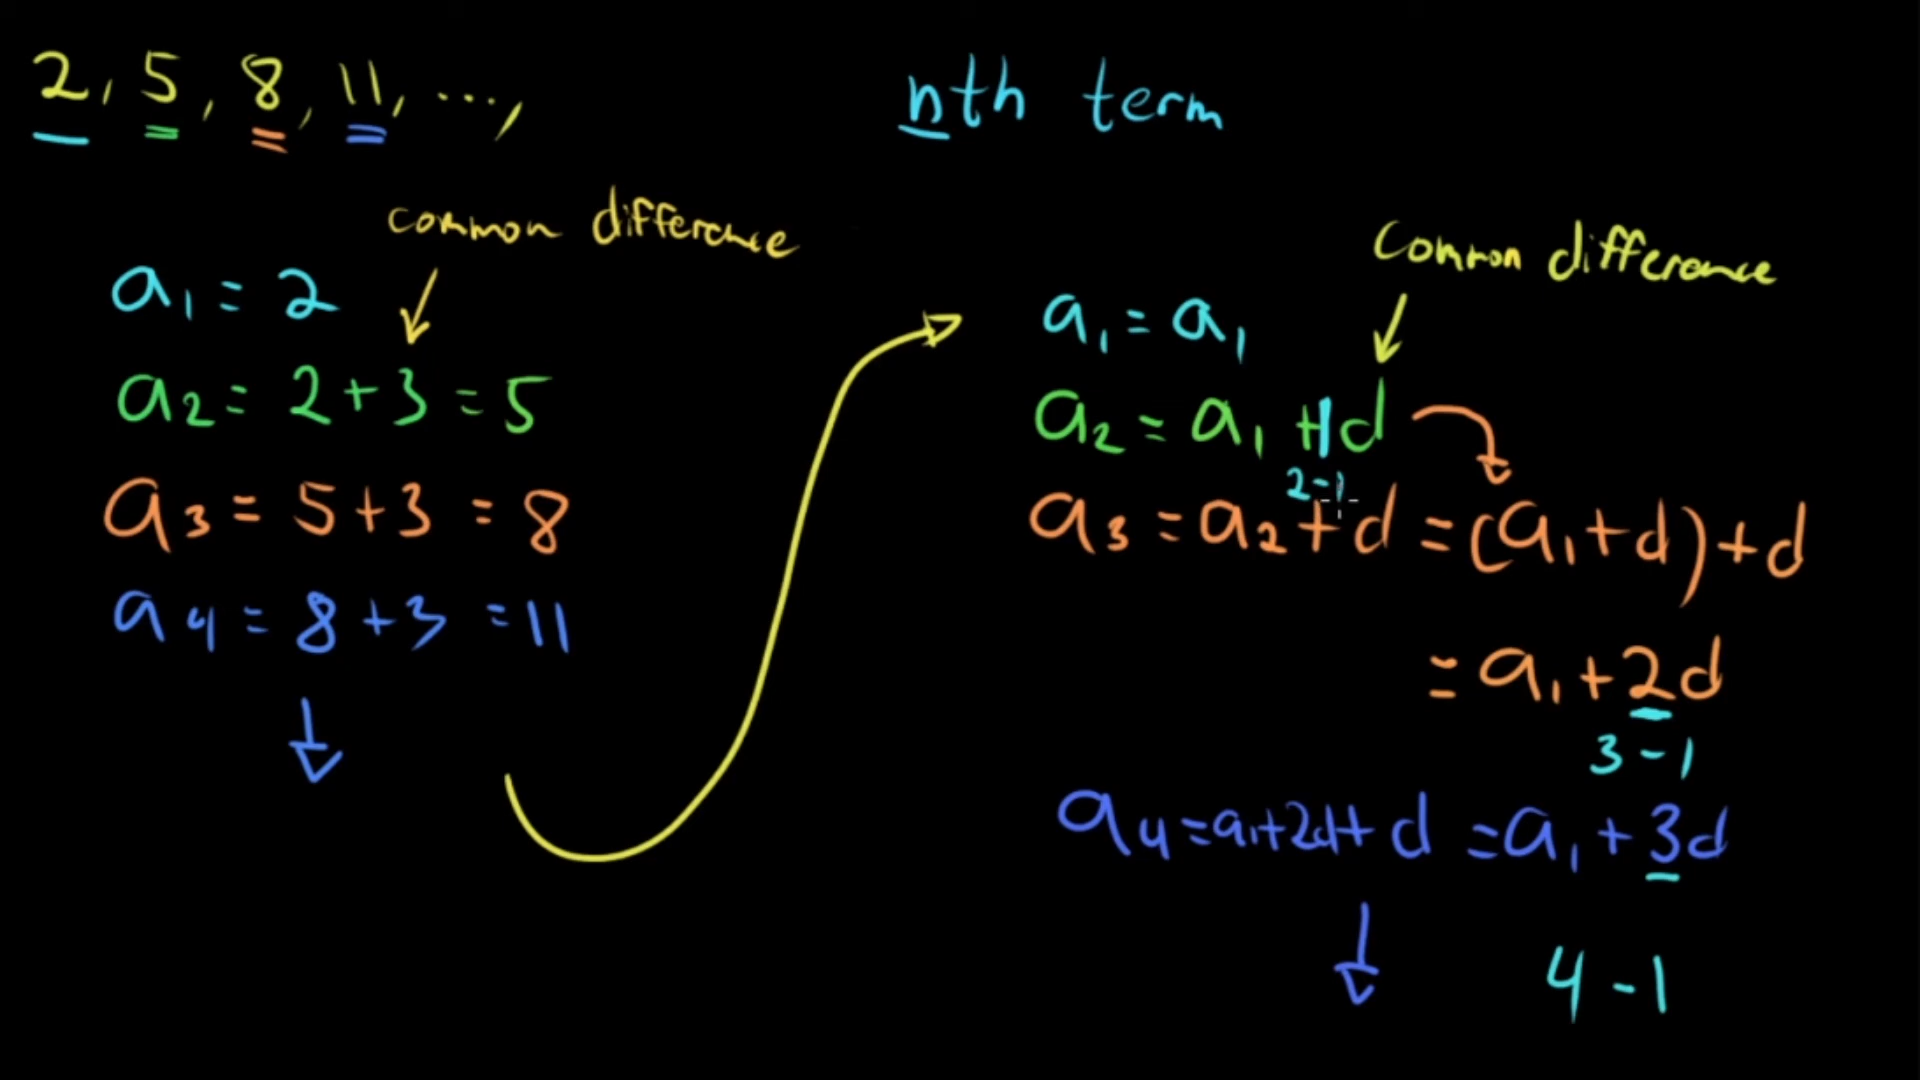 2, 5, 8, 11, ...,
nth term
common difference
a₁ = 2
a₂ = 2 + 3 = 5
a₃ = 5 + 3 = 8
a₄ = 8 + 3 = 11
common difference
a₁ = a₁
a₂ = a₁ + 1d
2 - 1
a₃ = a₂ + d = (a₁ + d) + d
= a₁ + 2d
3 - 1
a₄ = a₁ + 2d + d = a₁ + 3d
4 - 1